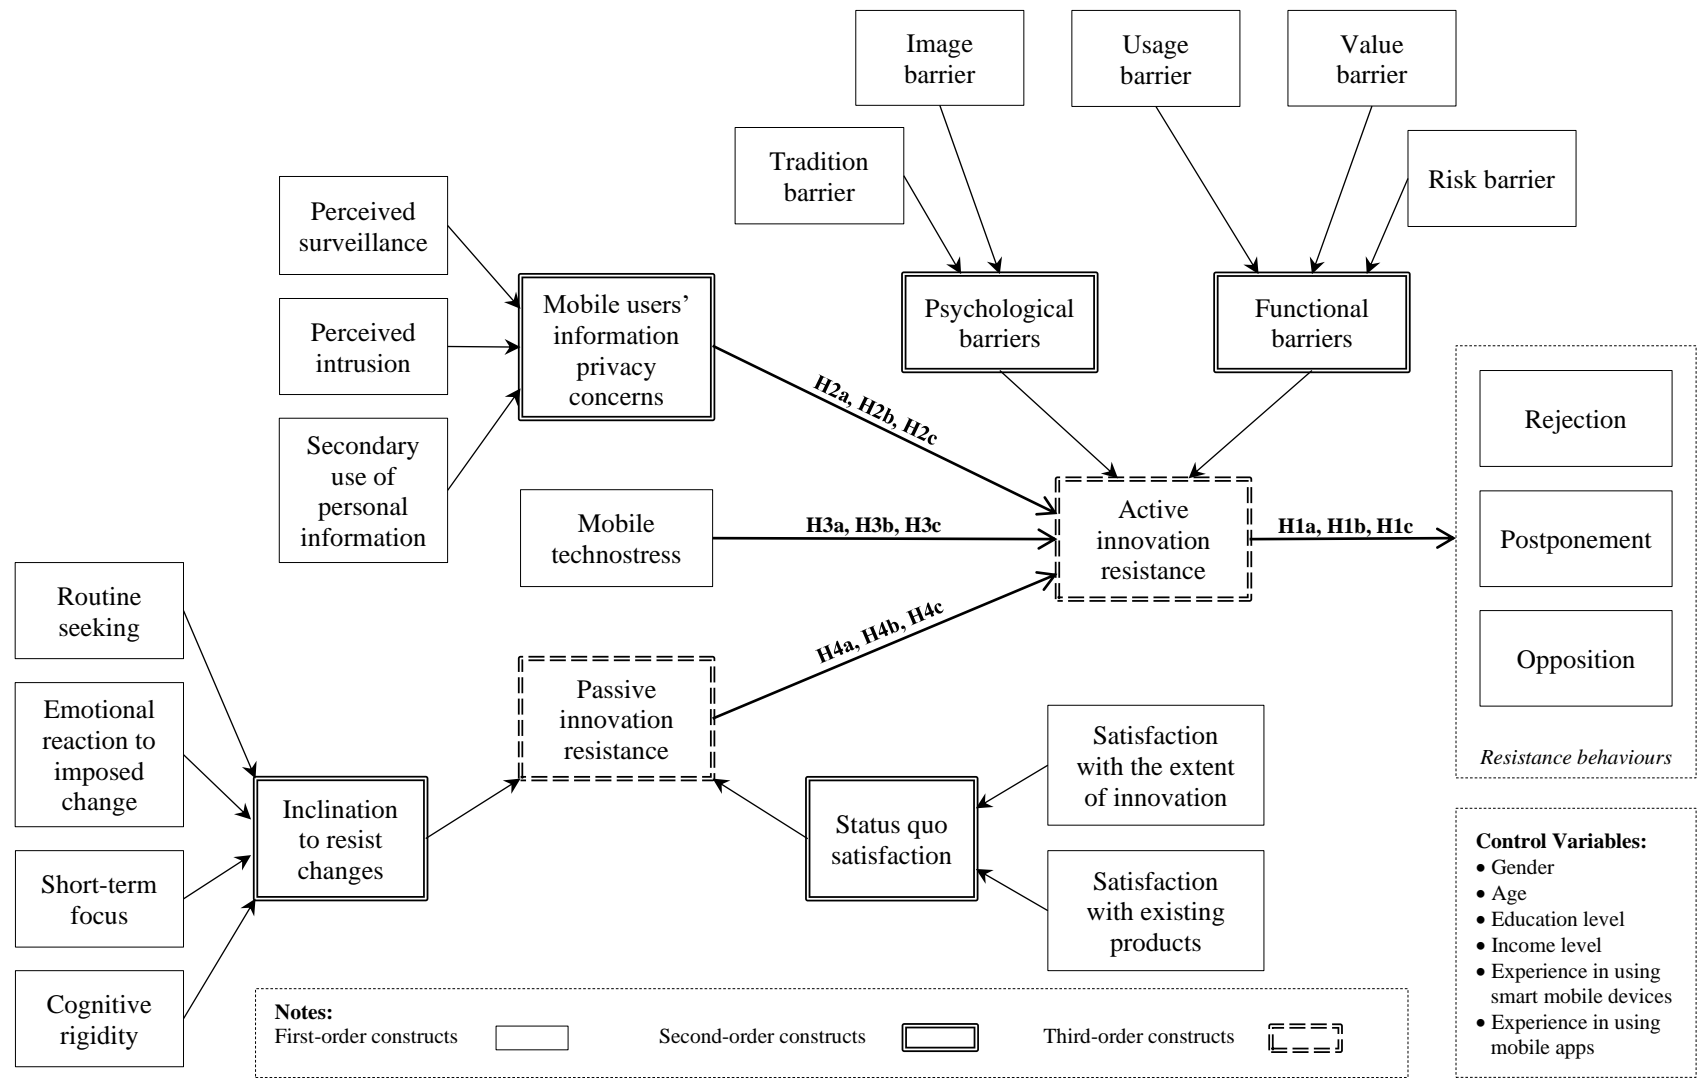 Image
barrier
Usage
barrier
Value
barrier
Tradition
barrier
Risk barrier
Perceived
surveillance
Perceived
intrusion
Secondary
use of
personal
information
Mobile users’
information
privacy
concerns
Psychological
barriers
Functional
barriers
H2a, H2b, H2c
Mobile
technostress
H3a, H3b, H3c
Active
innovation
resistance
H1a, H1b, H1c
Rejection
Postponement
Opposition
Resistance behaviours
H4a, H4b, H4c
Routine
seeking
Emotional
reaction to
imposed
change
Short-term
focus
Cognitive
rigidity
Inclination
to resist
changes
Passive
innovation
resistance
Status quo
satisfaction
Satisfaction
with the extent
of innovation
Satisfaction
with existing
products
Control Variables:
• Gender
• Age
• Education level
• Income level
• Experience in using
smart mobile devices
• Experience in using
mobile apps
Notes:
First-order constructs
Second-order constructs
Third-order constructs